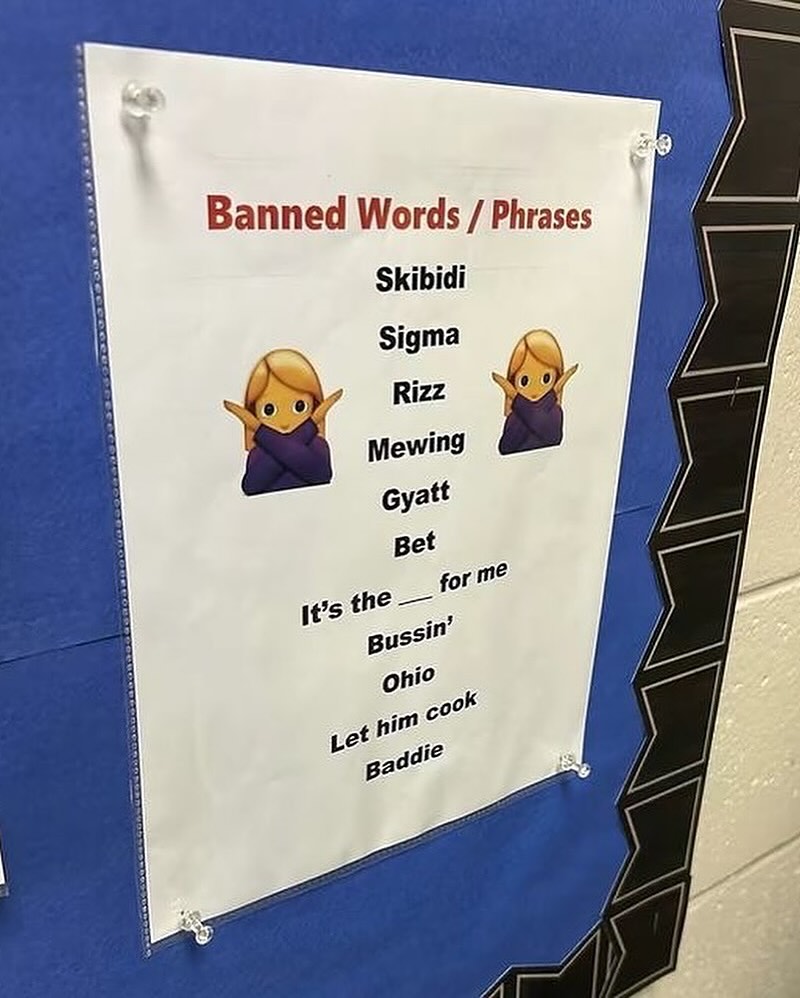 Banned Words / Phrases
Skibidi
Sigma
Rizz
Mewing
Gyatt
Bet
It's the __ for me
Bussin'
Ohio
Let him cook
Baddie